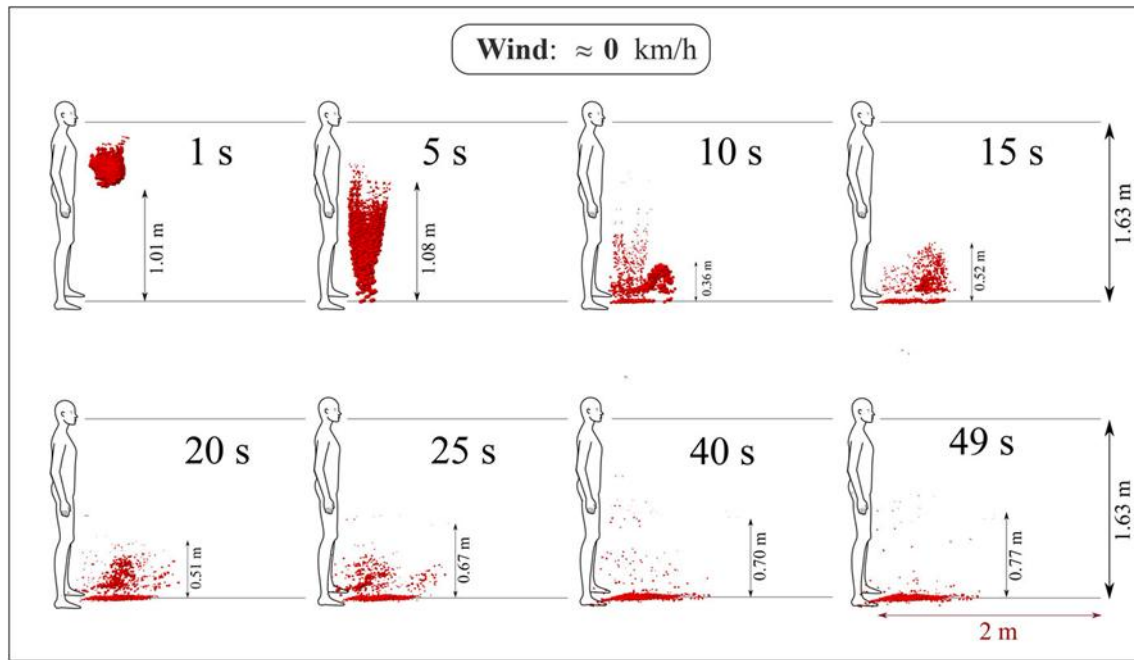 Wind: ≈ 0 km/h
1 s
5 s
10 s
15 s
1.01 m
1.08 m
0.36 m
0.52 m
1.63 m
20 s
25 s
40 s
49 s
0.51 m
0.67 m
0.70 m
0.77 m
1.63 m
2 m